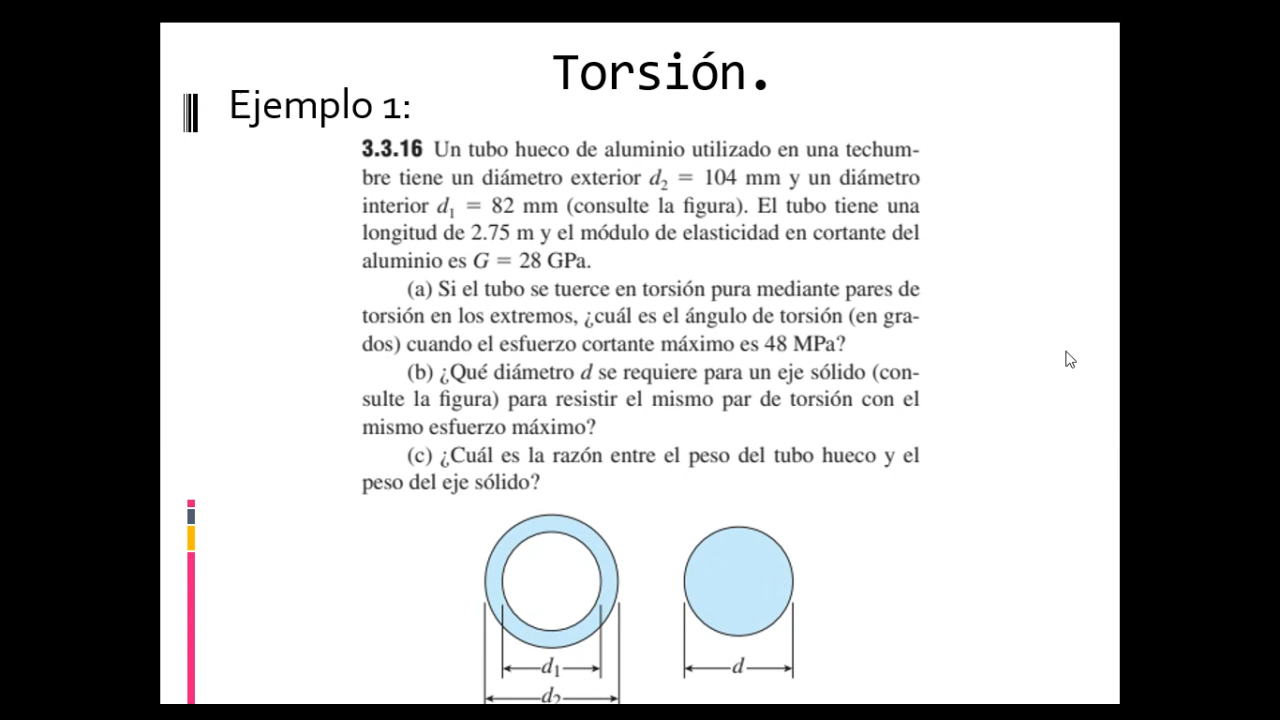 Torsión.
Ejemplo 1:
3.3.16 Un tubo hueco de aluminio utilizado en una techum-
bre tiene un diámetro exterior d₂ = 104 mm y un diámetro
interior d₁ = 82 mm (consulte la figura). El tubo tiene una
longitud de 2.75 m y el módulo de elasticidad en cortante del
aluminio es G = 28 GPa.
(a) Si el tubo se tuerce en torsión pura mediante pares de
torsión en los extremos, ¿cuál es el ángulo de torsión (en gra-
dos) cuando el esfuerzo cortante máximo es 48 MPa?
(b) ¿Qué diámetro d se requiere para un eje sólido (con-
sulte la figura) para resistir el mismo par de torsión con el
mismo esfuerzo máximo?
(c) ¿Cuál es la razón entre el peso del tubo hueco y el
peso del eje sólido?
d₁
d
d₂